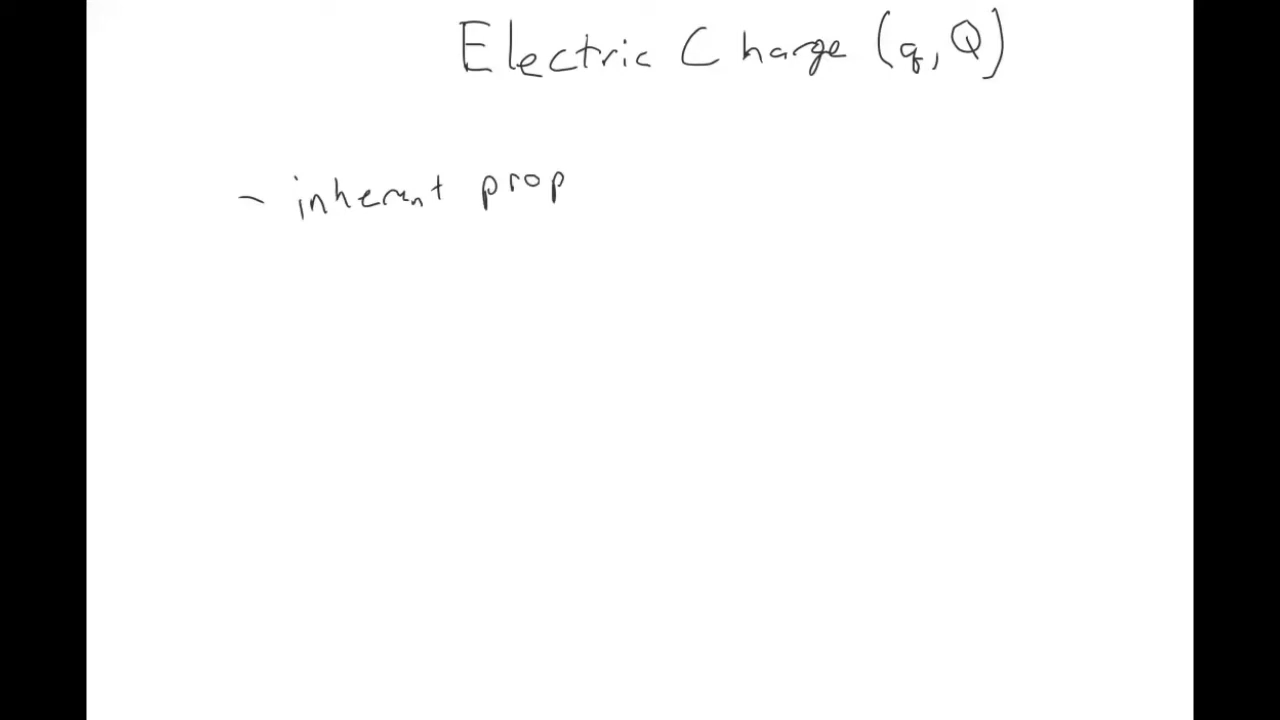 Electric Charge (q, Q)
- inherent prop